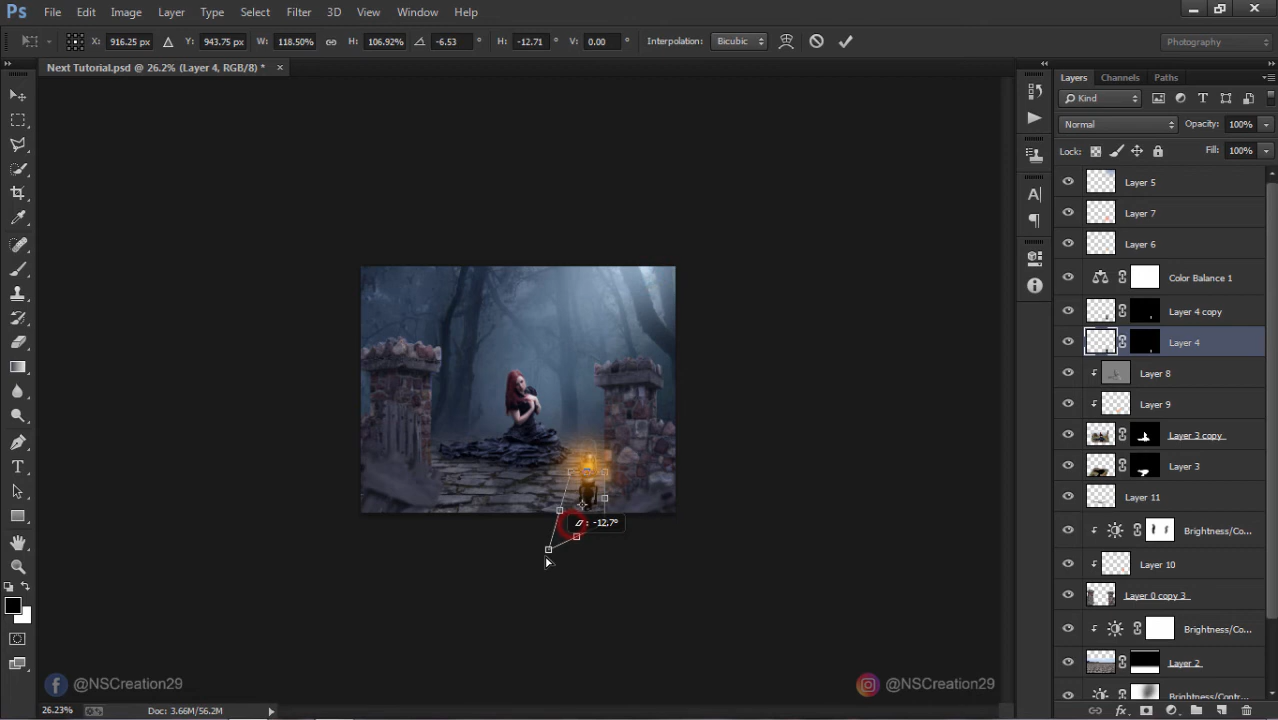 Ps File Edit Image Layer Type Select Filter 3D View Window Help
X: 916.25 px Y: 943.75 px W: 118.50% H: 106.92% -6.53 ° H: -12.71 ° V: 0.00 ° Interpolation: Bicubic Photography
Next Tutorial.psd @ 26.2% (Layer 4, RGB/8) * ×
Layers Channels Paths
Kind
Normal Opacity: 100%
Lock: Fill: 100%
Layer 5
Layer 7
Layer 6
Color Balance 1
Layer 4 copy
Layer 4
Layer 8
Layer 9
Layer 3 copy
Layer 3
Layer 11
Brightness/Co...
Layer 10
Layer 0 copy 3
Brightness/Co...
Layer 2
Brightness/Contr...
: -12.7°
@NSCreation29
@NSCreation29
26.23% Doc: 3.66M/56.2M